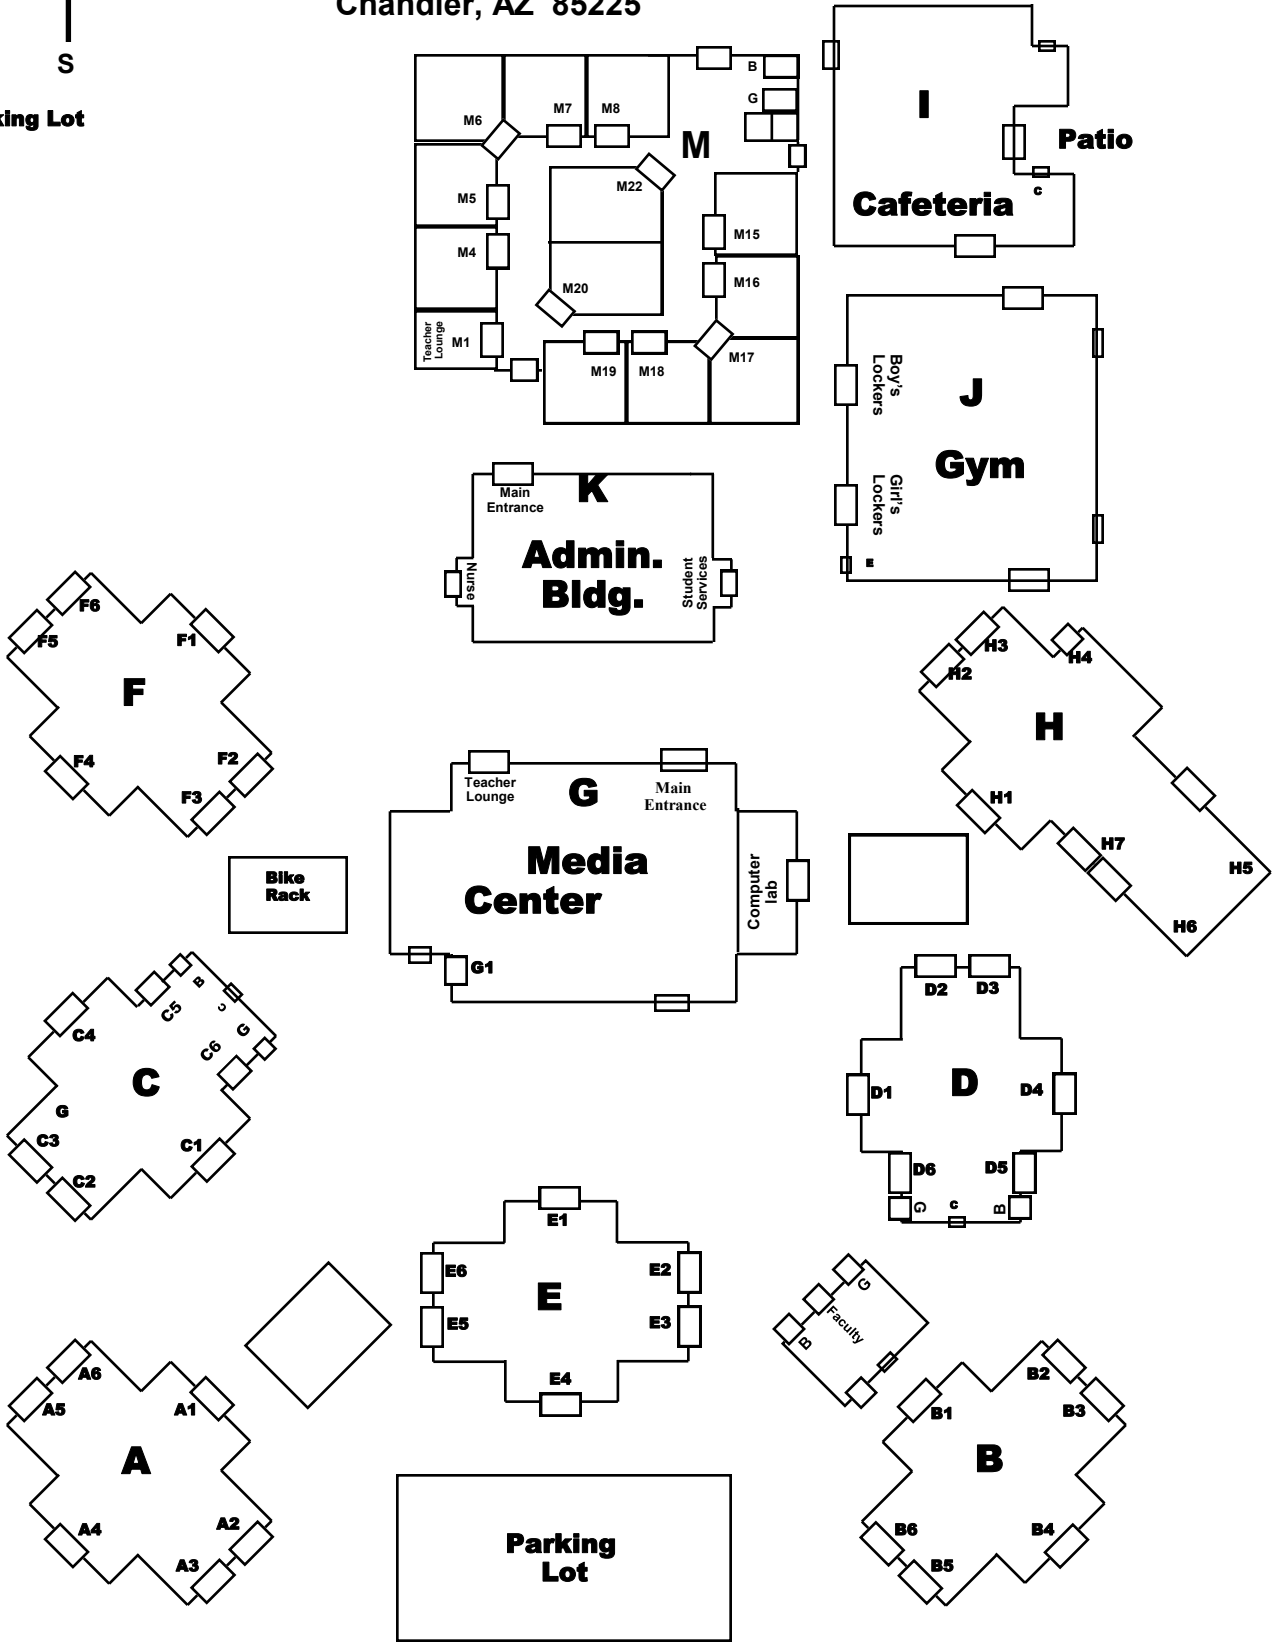 Chandler, AZ 85225
S
king Lot
M6
M7
M8
B
G
M
M5
M22
M4
M15
M20
M16
Teacher
Lounge
M1
M19
M18
M17
I
Patio
c
Cafeteria
Boy's
Lockers
J
Gym
Girl's
Lockers
E
K
Main
Entrance
Admin.
Bldg.
Nurse
Student
Services
F6
F5
F1
F
F4
F2
F3
H3
H2
H4
H
H1
H7
H5
H6
Teacher
Lounge
G
Main
Entrance
Media
Center
Computer
lab
G1
Bike
Rack
B
c
G
C5
C4
C6
C
G
C3
C1
C2
D2
D3
D1
D
D4
D6
D5
G
c
B
E1
E6
E2
E
E5
E3
E4
G
Faculty
B
A6
A5
A1
A
A4
A2
A3
B2
B1
B3
B
B6
B4
B5
Parking
Lot